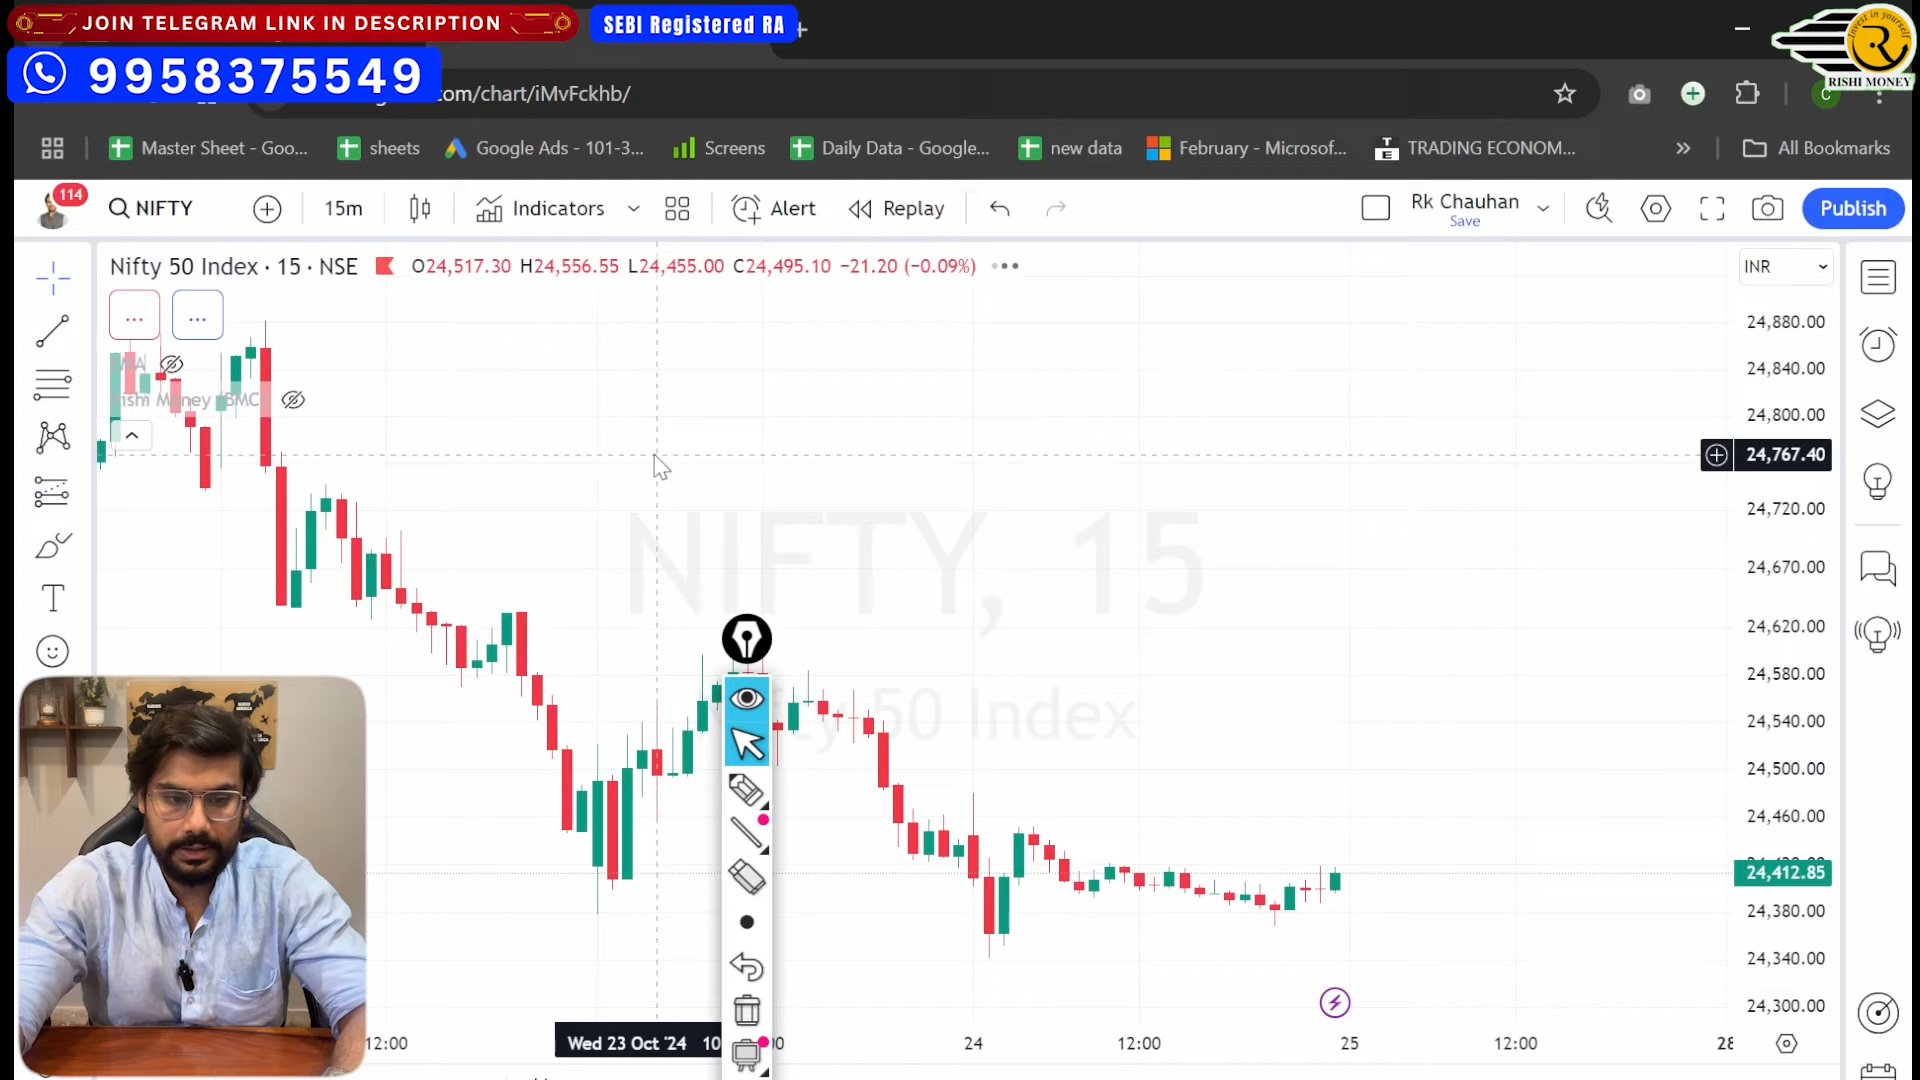 JOIN TELEGRAM LINK IN DESCRIPTION
SEBI Registered RA
Invest in yourself
R
RISHI MONEY
9958375549
om/chart/iMvFckhb/
C
Master Sheet - Goo...
sheets
Google Ads - 101-3...
Screens
Daily Data - Google...
new data
February - Microsof...
TRADING ECONOM...
All Bookmarks
114
NIFTY
15m
Indicators
Alert
Replay
Rk Chauhan
Save
Publish
Nifty 50 Index · 15 · NSE
O24,517.30 H24,556.55 L24,455.00 C24,495.10 −21.20 (−0.09%)
INR
24,880.00
24,840.00
24,800.00
24,767.40
24,720.00
24,670.00
24,620.00
24,580.00
24,540.00
24,500.00
24,460.00
24,412.85
24,380.00
24,340.00
24,300.00
NIFTY, 15
50 Index
12:00
Wed 23 Oct '24 10
24
12:00
25
12:00
28